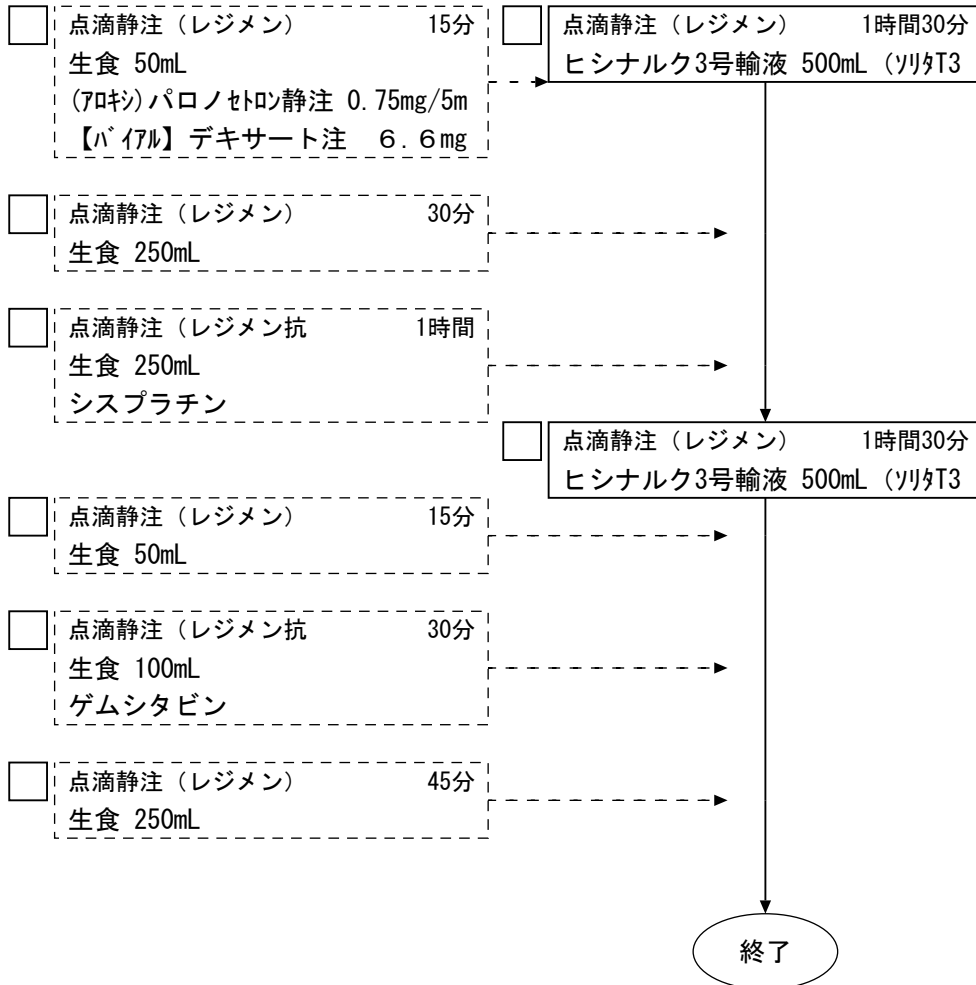 点滴静注（レジメン） 15分
生食 50mL
(ｱﾛｷｼ)パロノｾﾄﾛﾝ静注 0.75mg/5m
【ﾊﾞｲｱﾙ】デキサート注 ６.６mg
点滴静注（レジメン） 1時間30分
ヒシナルク3号輸液 500mL (ｿﾘﾀT3
点滴静注（レジメン） 30分
生食 250mL
点滴静注（レジメン抗 1時間
生食 250mL
シスプラチン
点滴静注（レジメン） 1時間30分
ヒシナルク3号輸液 500mL (ｿﾘﾀT3
点滴静注（レジメン） 15分
生食 50mL
点滴静注（レジメン抗 30分
生食 100mL
ゲムシタビン
点滴静注（レジメン） 45分
生食 250mL
終了